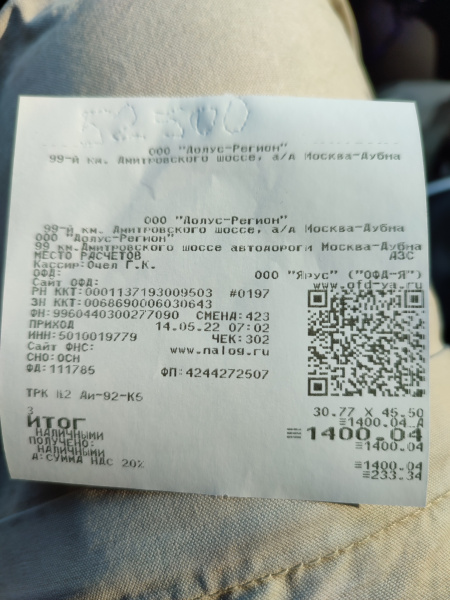 ООО "Долус-Регион"
99-й км. Дмитровского шоссе, а/д Москва-Дубна
ООО "Долус-Регион"
99-й км. Дмитровского шоссе, а/д Москва-Дубна
ООО "Долус-Регион"
99 км.Дмитровского шоссе автодороги Москва-Дубна
МЕСТО РАСЧЕТОВ АЗС
Кассир:Очел Г.К.
ОФД: ООО "Ярус" ("ОФД-Я")
Сайт ОФД: www.ofd-ya.ru
РН ККТ:0001137193009503 #0197
ЗН ККТ:0068690006030643
ФН:9960440300277090 СМЕНА:423
ПРИХОД 14.05.22 07:02
ИНН:5010019779 ЧЕК:302
Сайт ФНС: www.nalog.ru
СНО:ОСН
ФД:111785 ФП:4244272507
ТРК №2 Аи-92-К5
30.77 X 45.50
3 ≡1400.04_А
ИТОГ ≡1400.04
НАЛИЧНЫМИ ≡1400.04
ПОЛУЧЕНО:
НАЛИЧНЫМИ ≡1400.04
А:СУММА НДС 20% ≡233.34